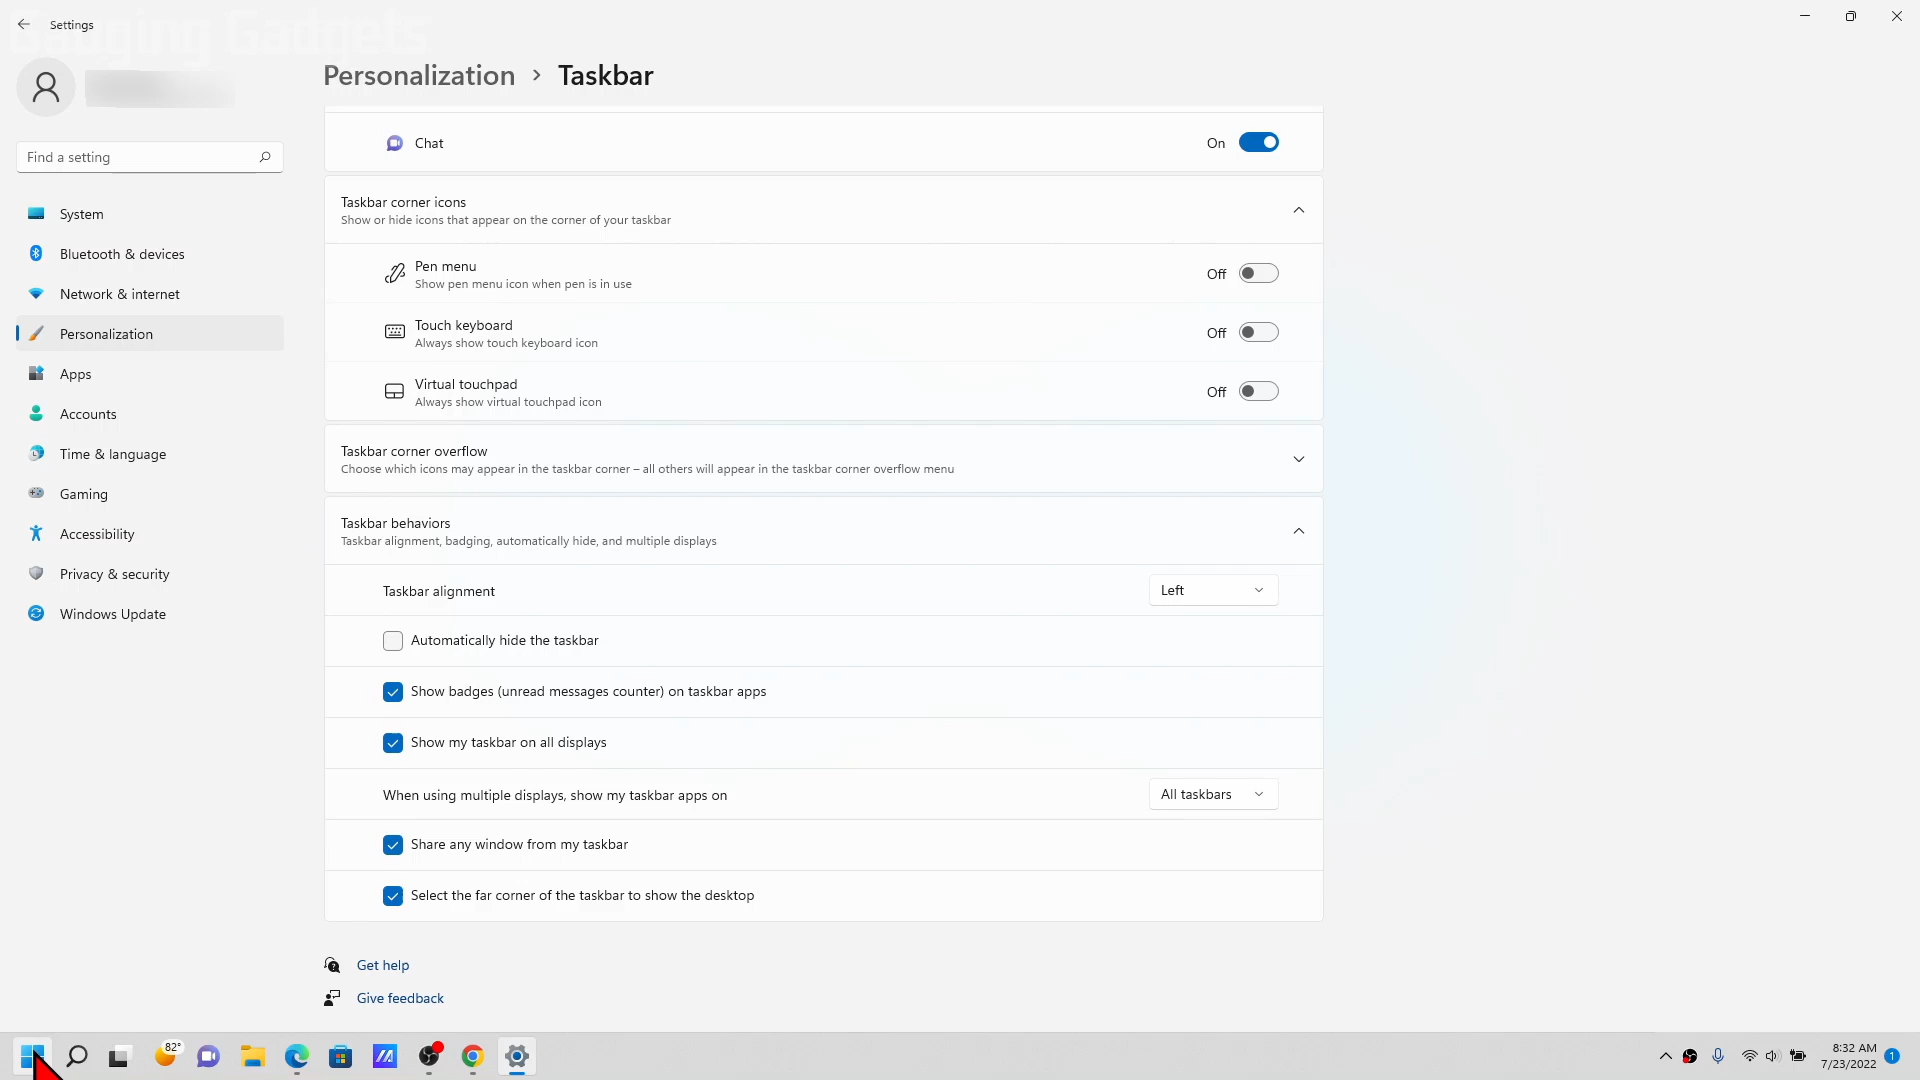 Gadging Gadgets
Settings
Personalization > Taskbar
Find a setting
System
Bluetooth & devices
Network & internet
Personalization
Apps
Accounts
Time & language
Gaming
Accessibility
Privacy & security
Windows Update
Chat
On
Taskbar corner icons
Show or hide icons that appear on the corner of your taskbar
Pen menu
Show pen menu icon when pen is in use
Off
Touch keyboard
Always show touch keyboard icon
Off
Virtual touchpad
Always show virtual touchpad icon
Off
Taskbar corner overflow
Choose which icons may appear in the taskbar corner – all others will appear in the taskbar corner overflow menu
Taskbar behaviors
Taskbar alignment, badging, automatically hide, and multiple displays
Taskbar alignment
Left
Automatically hide the taskbar
Show badges (unread messages counter) on taskbar apps
Show my taskbar on all displays
When using multiple displays, show my taskbar apps on
All taskbars
Share any window from my taskbar
Select the far corner of the taskbar to show the desktop
Get help
Give feedback
82°
8:32 AM
7/23/2022
1